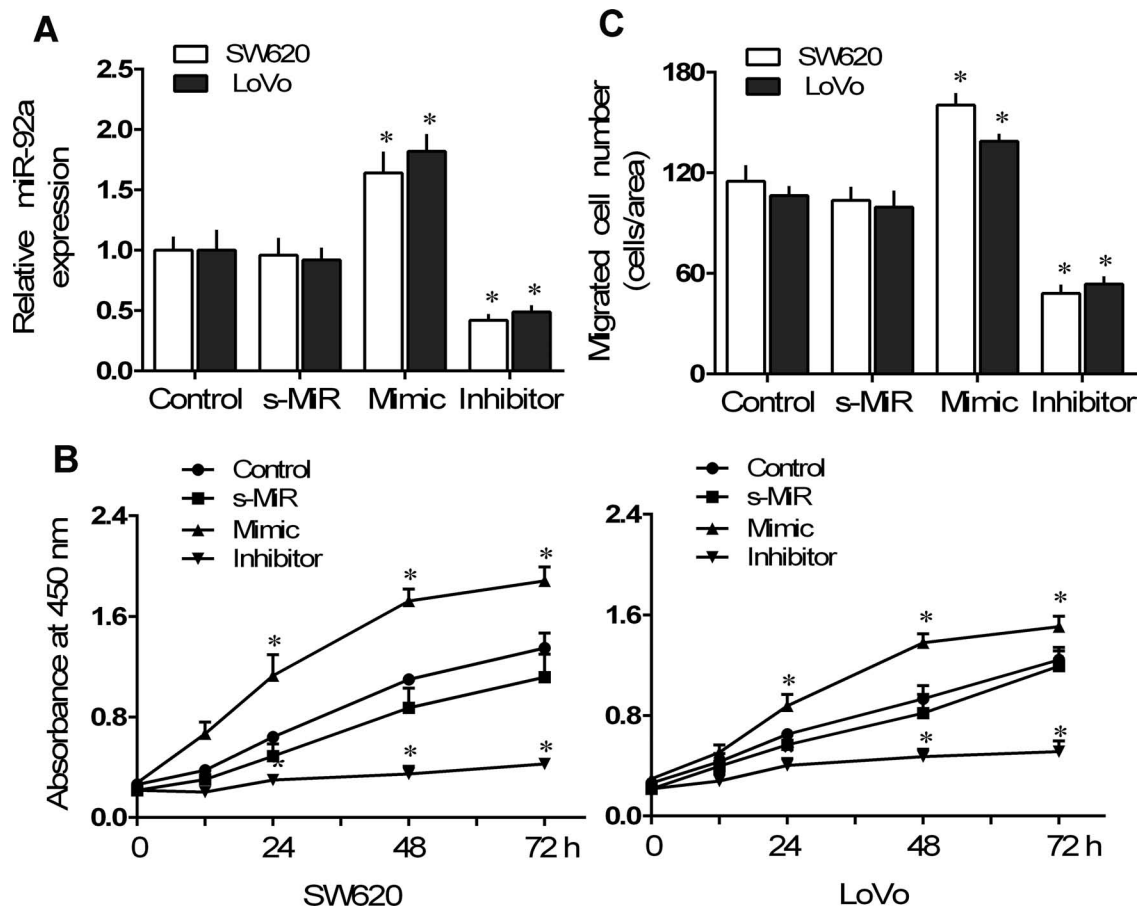 A
SW620
LoVo
Relative miR-92a
expression
2.5
2.0
1.5
1.0
0.5
0.0
* * * *
Control s-MiR Mimic Inhibitor
C
SW620
LoVo
Migrated cell number
(cells/area)
180
120
60
0
* * * *
Control s-MiR Mimic Inhibitor
B
Control
s-MiR
Mimic
Inhibitor
Absorbance at 450 nm
2.4
1.6
0.8
0.0
* * *
* * *
0 24 48 72 h
SW620
Control
s-MiR
Mimic
Inhibitor
2.4
1.6
0.8
0.0
* * *
* * *
0 24 48 72 h
LoVo